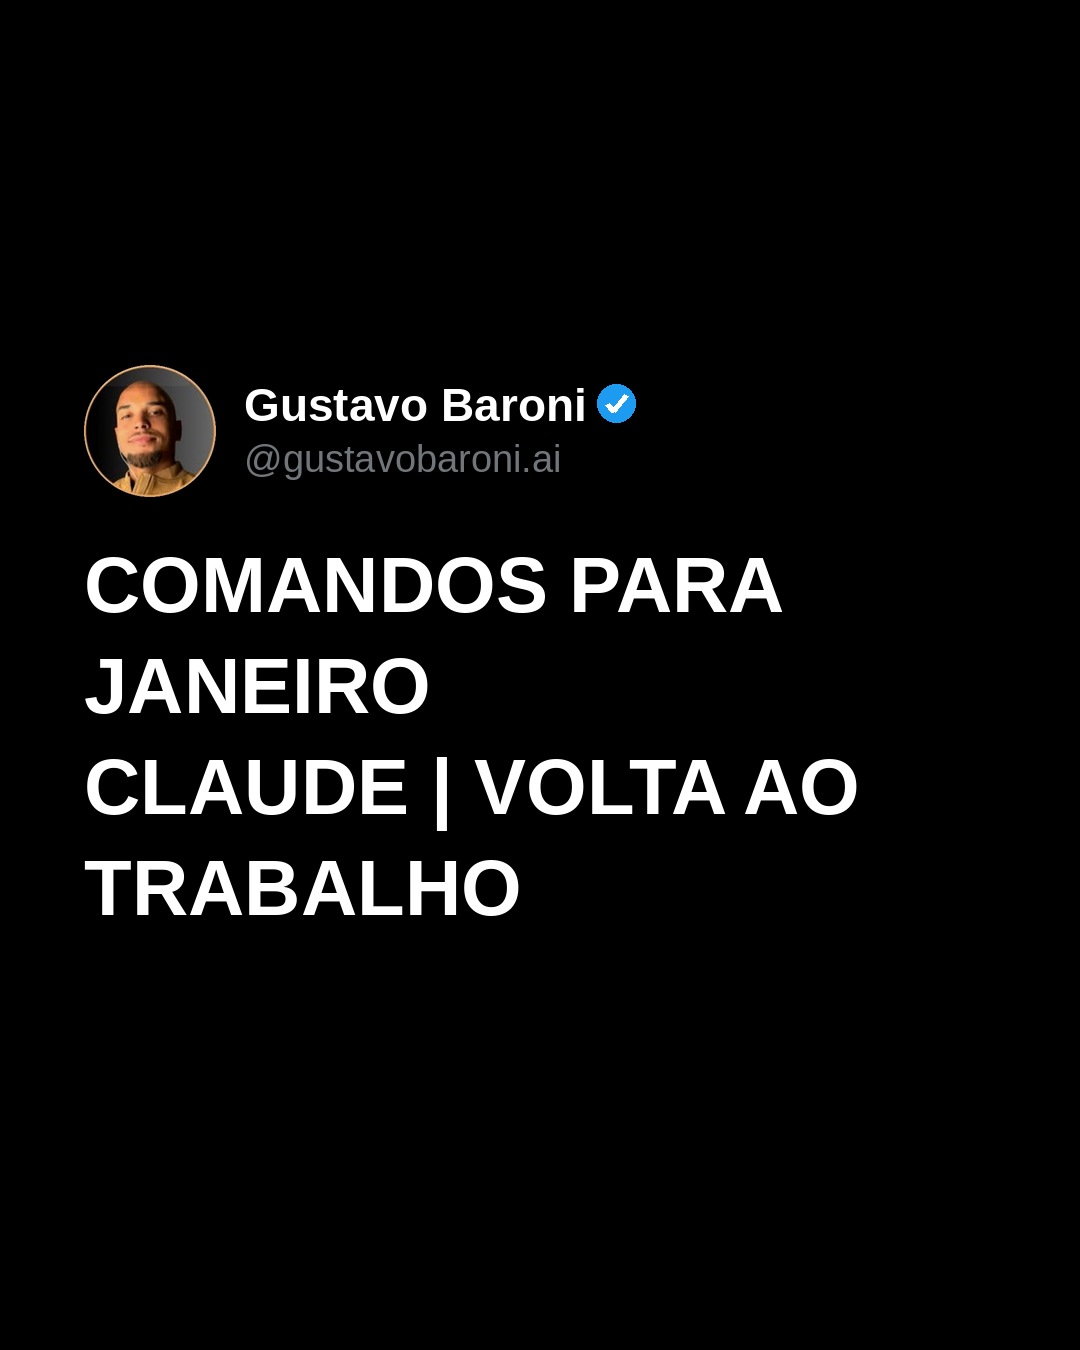 Gustavo Baroni
@gustavobaroni.ai
COMANDOS PARA
JANEIRO
CLAUDE | VOLTA AO
TRABALHO